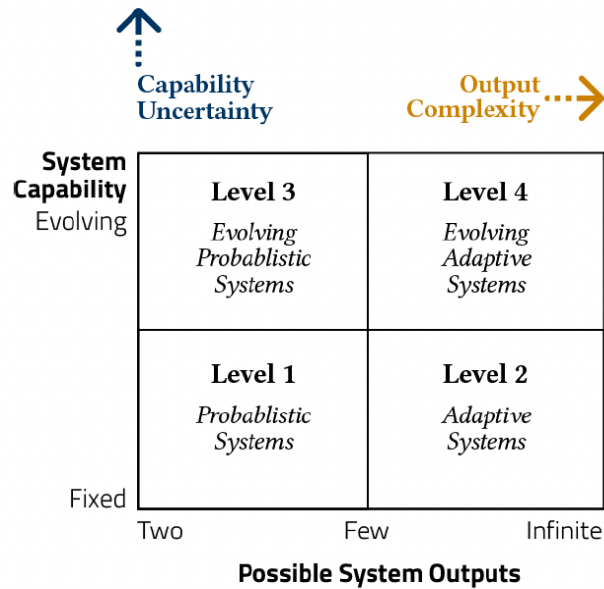 Capability
Uncertainty
Output
Complexity
System
Capability
Evolving
Level 3
Evolving
Probablistic
Systems
Level 4
Evolving
Adaptive
Systems
Level 1
Probablistic
Systems
Level 2
Adaptive
Systems
Fixed
Two
Few
Infinite
Possible System Outputs